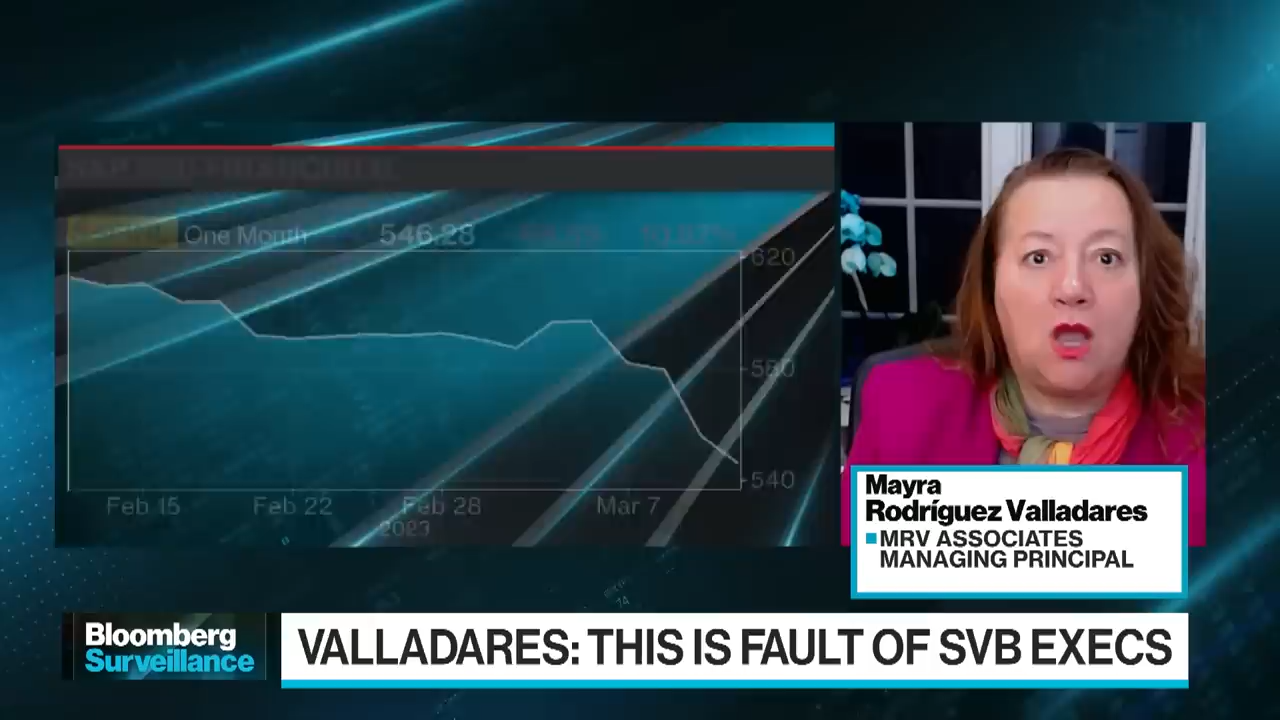 One Month 546.28
620
580
540
Feb 15 Feb 22 Feb 28 Mar 7
2023
Mayra
Rodríguez Valladares
MRV ASSOCIATES
MANAGING PRINCIPAL
Bloomberg
Surveillance
VALLADARES: THIS IS FAULT OF SVB EXECS